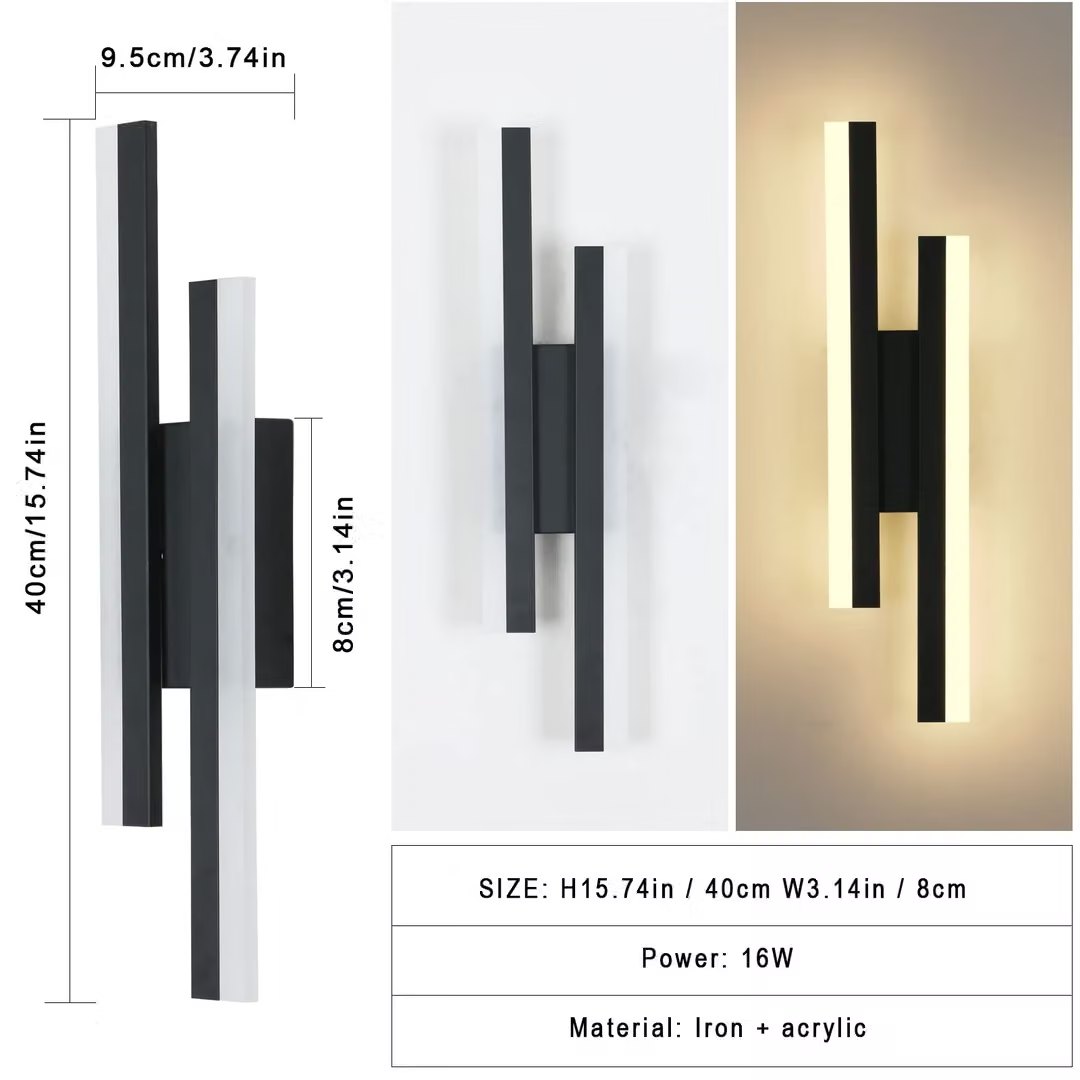 9.5cm/3.74in
40cm/15.74in
8cm/3.14in
SIZE: H15.74in / 40cm W3.14in / 8cm
Power: 16W
Material: Iron + acrylic